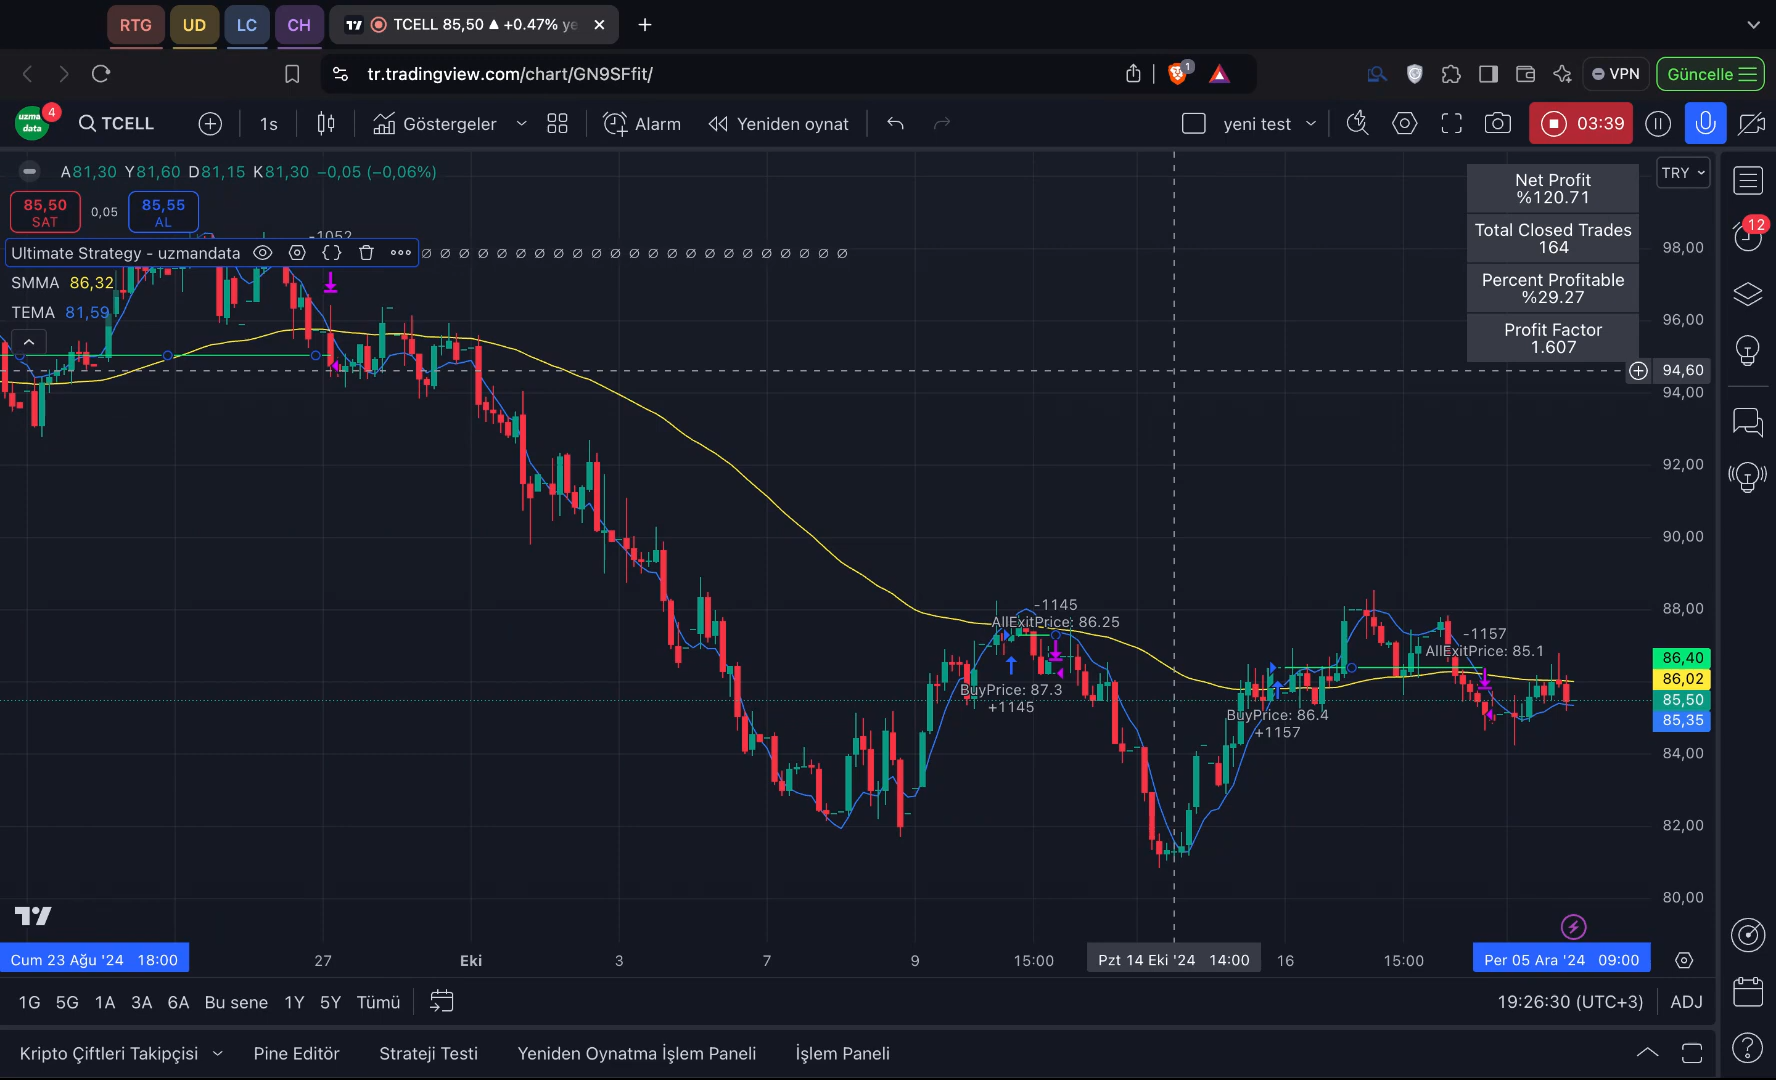 RTG
UD
LC
CH
TCELL 85,50 ▲ +0.47% ye
tr.tradingview.com/chart/GN9SFfit/
1
VPN
Güncelle
uzman
data
4
TCELL
1s
Göstergeler
Alarm
Yeniden oynat
yeni test
03:39
A81,30 Y81,60 D81,15 K81,30 −0,05 (−0,06%)
85,50
SAT
0,05
85,55
AL
-1052
Ultimate Strategy - uzmandata
∅ ∅ ∅ ∅ ∅ ∅ ∅ ∅ ∅ ∅ ∅ ∅ ∅ ∅ ∅ ∅ ∅ ∅ ∅ ∅ ∅ ∅ ∅
SMMA 86,32
TEMA 81,59
Net Profit
%120.71
Total Closed Trades
164
Percent Profitable
%29.27
Profit Factor
1.607
TRY
12
98,00
96,00
94,60
94,00
92,00
90,00
88,00
86,40
86,02
85,50
85,35
84,00
82,00
80,00
-1145
AllExitPrice: 86.25
BuyPrice: 87.3
+1145
-1157
AllExitPrice: 85.1
BuyPrice: 86.4
+1157
Cum 23 Ağu '24 18:00
27
Eki
3
7
9
15:00
Pzt 14 Eki '24 14:00
16
15:00
Per 05 Ara '24 09:00
1G 5G 1A 3A 6A Bu sene 1Y 5Y Tümü
19:26:30 (UTC+3)
ADJ
Kripto Çiftleri Takipçisi
Pine Editör
Strateji Testi
Yeniden Oynatma İşlem Paneli
İşlem Paneli